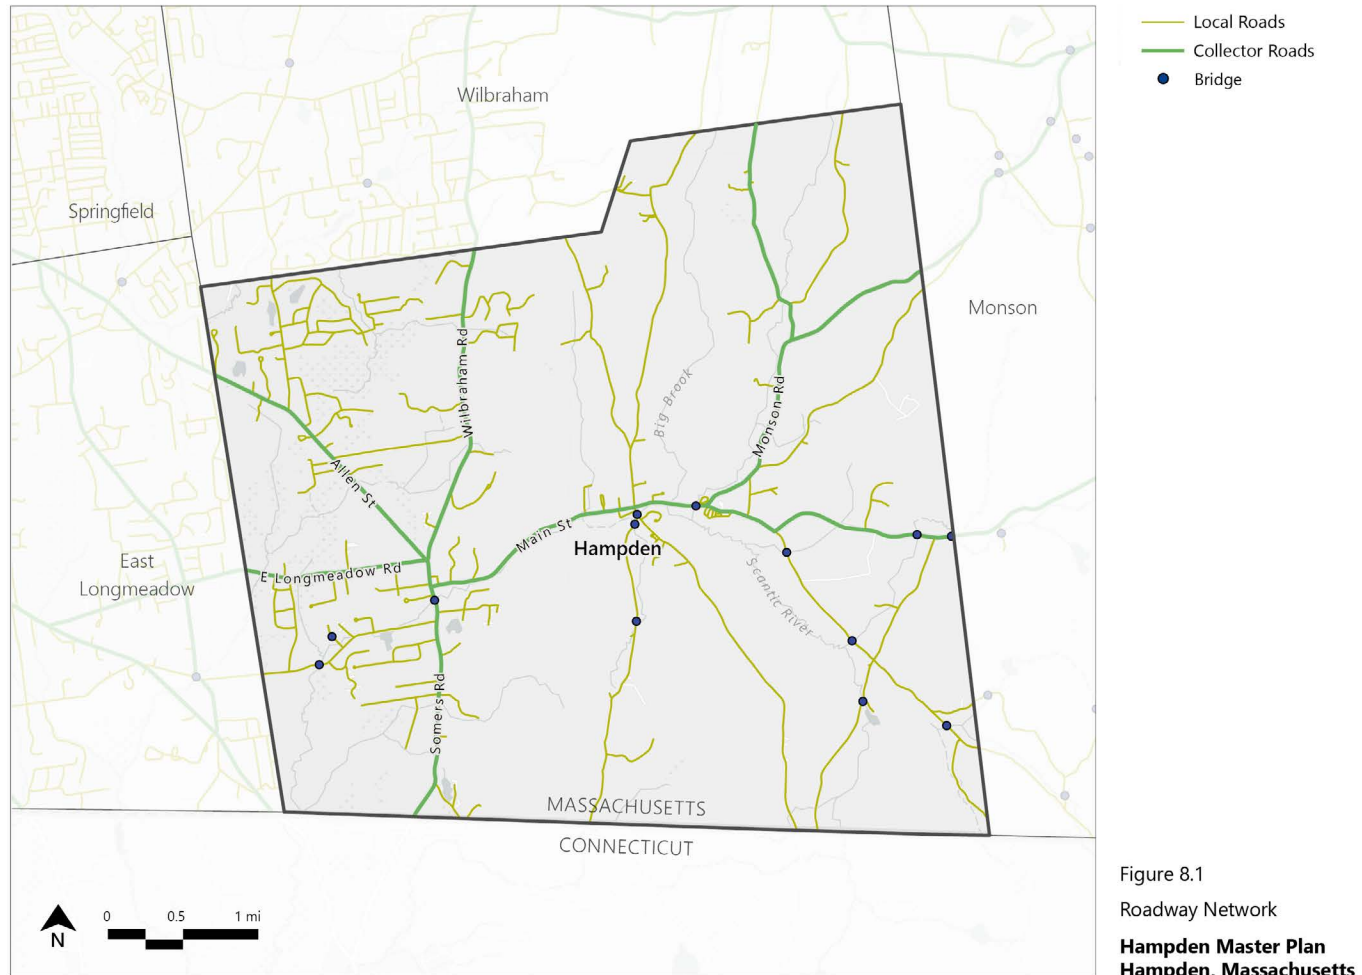 Local Roads
Collector Roads
Bridge
Wilbraham
Springfield
Monson
Wilbraham Rd
Big Brook
Monson Rd
Allen St
Main St
Hampden
East
Longmeadow
E Longmeadow Rd
Scantic River
Somers Rd
MASSACHUSETTS
CONNECTICUT
0 0.5 1 mi
N
Figure 8.1
Roadway Network
Hampden Master Plan
Hampden, Massachusetts